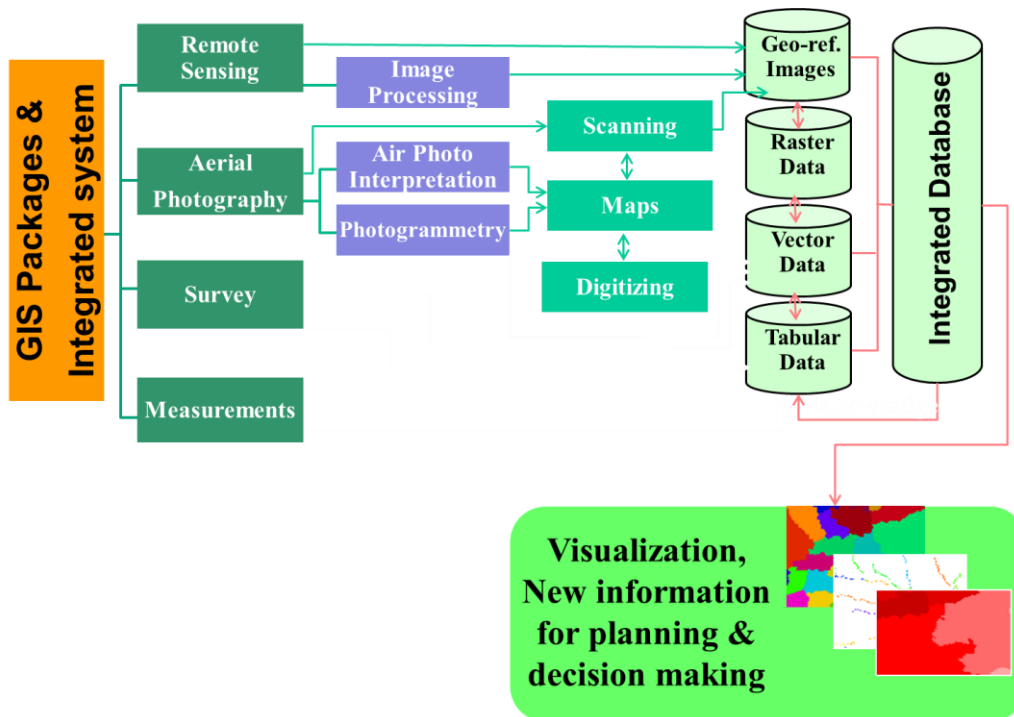 GIS Packages &
Integrated system
Remote
Sensing
Image
Processing
Aerial
Photography
Air Photo
Interpretation
Photogrammetry
Survey
Measurements
Scanning
Maps
Digitizing
Geo-ref.
Images
Raster
Data
Vector
Data
Tabular
Data
Integrated Database
Visualization,
New information
for planning &
decision making